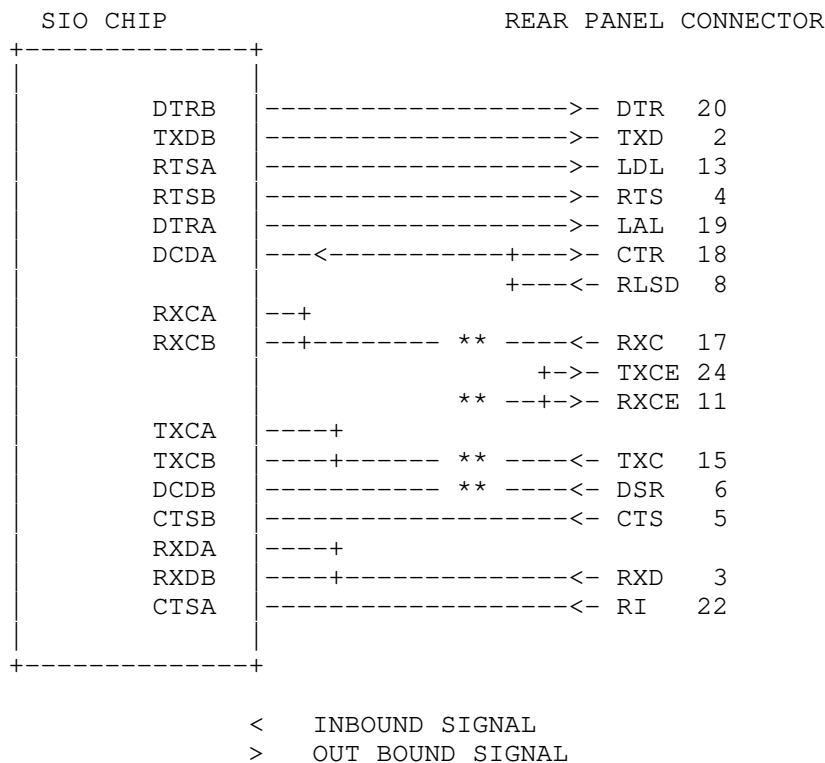 SIO CHIP                     REAR PANEL CONNECTOR
+---------------+
|               |
|         DTRB  |------------------->- DTR  20
|         TXDB  |------------------->- TXD   2
|         RTSA  |------------------->- LDL  13
|         RTSB  |------------------->- RTS   4
|         DTRA  |------------------->- LAL  19
|         DCDA  |---<-----------+--->- CTR  18
|               |               +---<- RLSD  8
|         RXCA  |--+
|         RXCB  |--+-------- ** ----<- RXC  17
|               |                 +->- TXCE 24
|               |            ** --+->- RXCE 11
|         TXCA  |----+
|         TXCB  |----+------ ** ----<- TXC  15
|         DCDB  |----------- ** ----<- DSR   6
|         CTSB  |-------------------<- CTS   5
|         RXDA  |----+
|         RXDB  |----+--------------<- RXD   3
|         CTSA  |-------------------<- RI   22
|               |
+---------------+
<   INBOUND SIGNAL
>   OUT BOUND SIGNAL